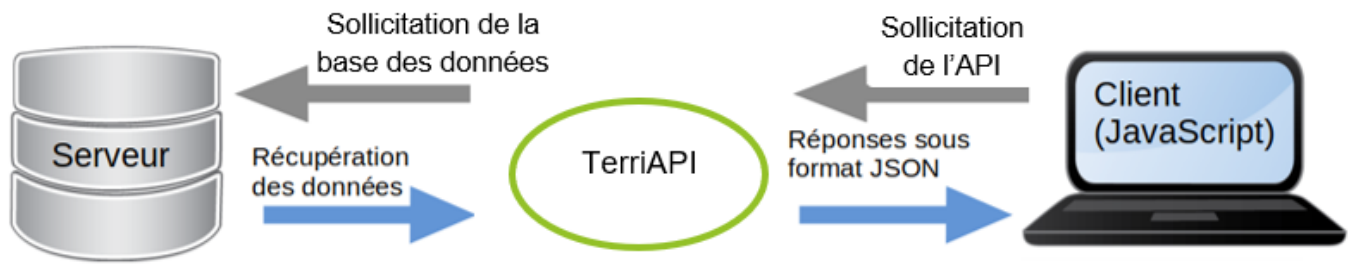 Sollicitation de la
base des données
Sollicitation
de l'API
Serveur
Récupération
des données
TerriAPI
Réponses sous
format JSON
Client
(JavaScript)